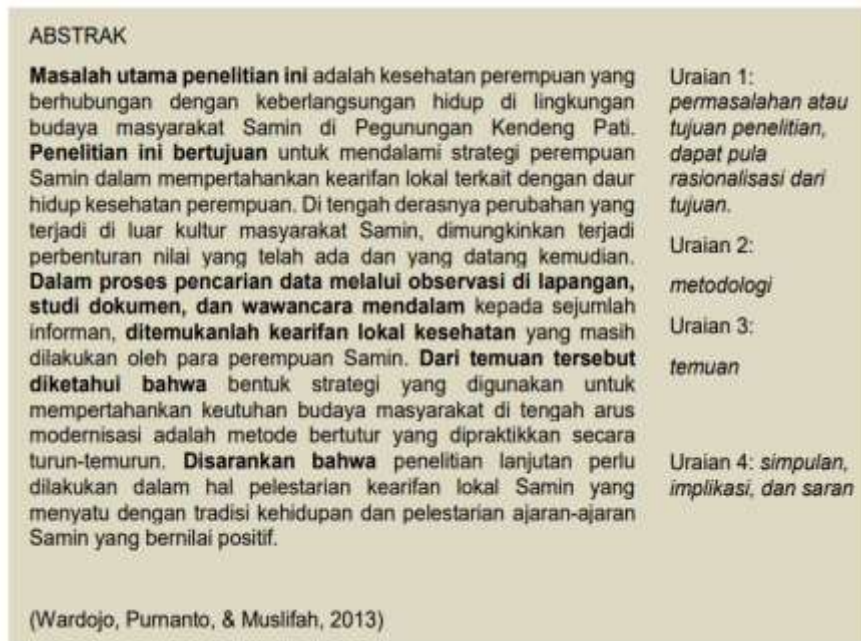 ABSTRAK
Masalah utama penelitian ini adalah kesehatan perempuan yang
berhubungan dengan keberlangsungan hidup di lingkungan
budaya masyarakat Samin di Pegunungan Kendeng Pati.
Penelitian ini bertujuan untuk mendalami strategi perempuan
Samin dalam mempertahankan kearifan lokal terkait dengan daur
hidup kesehatan perempuan. Di tengah derasnya perubahan yang
terjadi di luar kultur masyarakat Samin, dimungkinkan terjadi
perbenturan nilai yang telah ada dan yang datang kemudian.
Dalam proses pencarian data melalui observasi di lapangan,
studi dokumen, dan wawancara mendalam kepada sejumlah
informan, ditemukanlah kearifan lokal kesehatan yang masih
dilakukan oleh para perempuan Samin. Dari temuan tersebut
diketahui bahwa bentuk strategi yang digunakan untuk
mempertahankan keutuhan budaya masyarakat di tengah arus
modernisasi adalah metode bertutur yang dipraktikkan secara
turun-temurun. Disarankan bahwa penelitian lanjutan perlu
dilakukan dalam hal pelestarian kearifan lokal Samin yang
menyatu dengan tradisi kehidupan dan pelestarian ajaran-ajaran
Samin yang bernilai positif.
(Wardojo, Purnanto, & Muslifah, 2013)
Uraian 1:
permasalahan atau
tujuan penelitian,
dapat pula
rasionalisasi dari
tujuan.
Uraian 2:
metodologi
Uraian 3:
temuan
Uraian 4: simpulan,
implikasi, dan saran